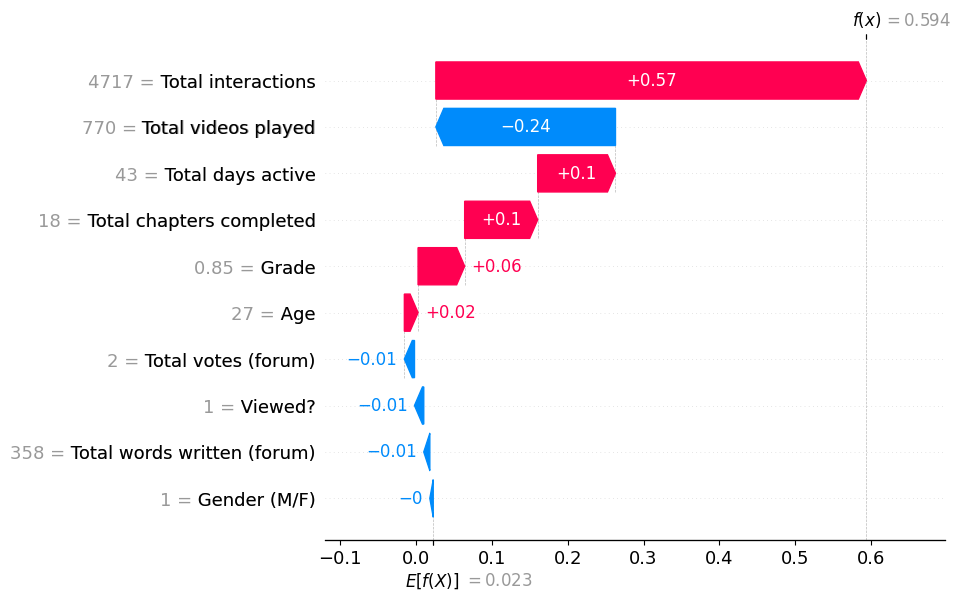 f(x) = 0.594
4717 = Total interactions
+0.57
770 = Total videos played
−0.24
43 = Total days active
+0.1
18 = Total chapters completed
+0.1
0.85 = Grade
+0.06
27 = Age
+0.02
2 = Total votes (forum)
−0.01
1 = Viewed?
−0.01
358 = Total words written (forum)
−0.01
1 = Gender (M/F)
−0
−0.1 0.0 0.1 0.2 0.3 0.4 0.5 0.6
E[f(X)] = 0.023